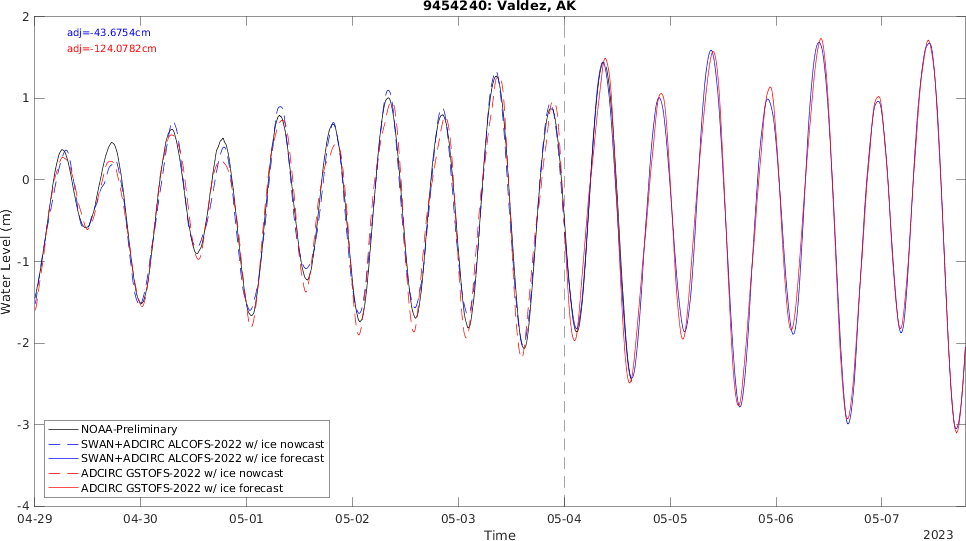 9454240: Valdez, AK
adj=-43.6754cm
adj=-124.0782cm
2
1
0
-1
-2
-3
-4
Water Level (m)
NOAA-Preliminary
SWAN+ADCIRC ALCOFS-2022 w/ ice nowcast
SWAN+ADCIRC ALCOFS-2022 w/ ice forecast
ADCIRC GSTOFS-2022 w/ ice nowcast
ADCIRC GSTOFS-2022 w/ ice forecast
04-29 04-30 05-01 05-02 05-03 05-04 05-05 05-06 05-07
Time
2023